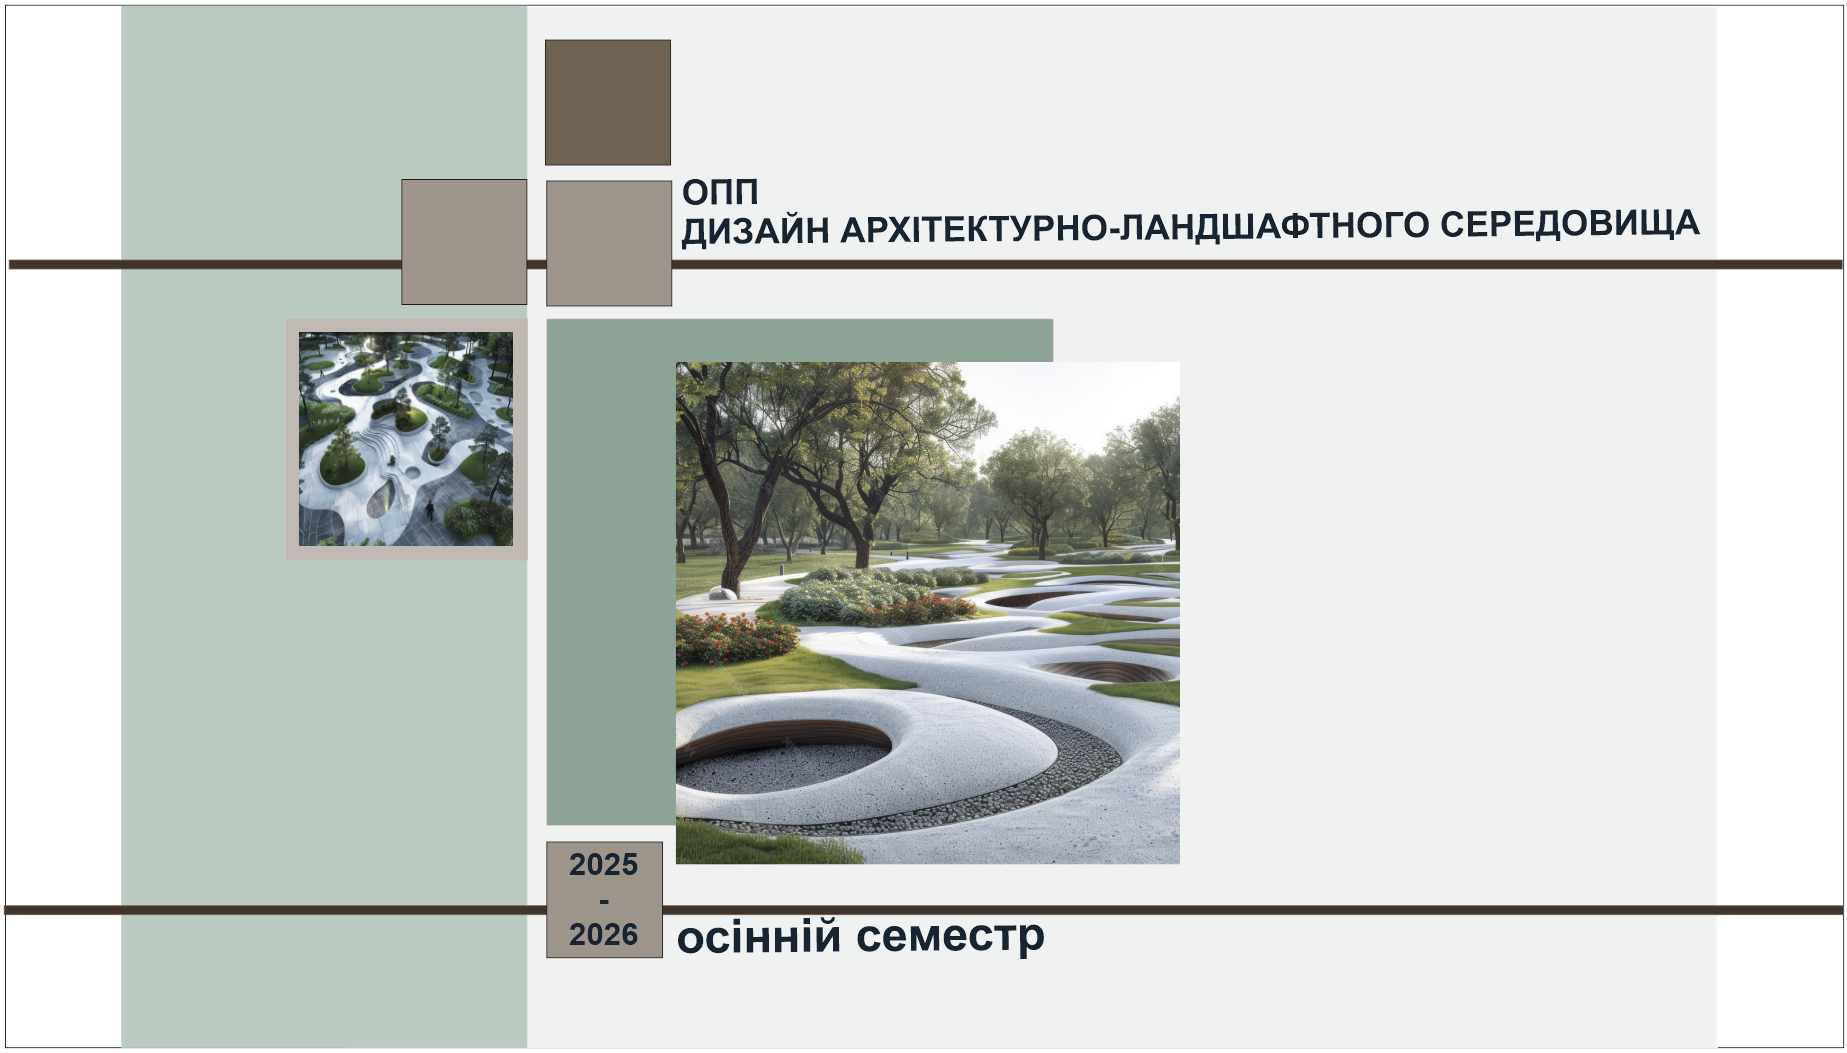 ОПП
ДИЗАЙН АРХІТЕКТУРНО-ЛАНДШАФТНОГО СЕРЕДОВИЩА
2025
-
2026
осінній семестр